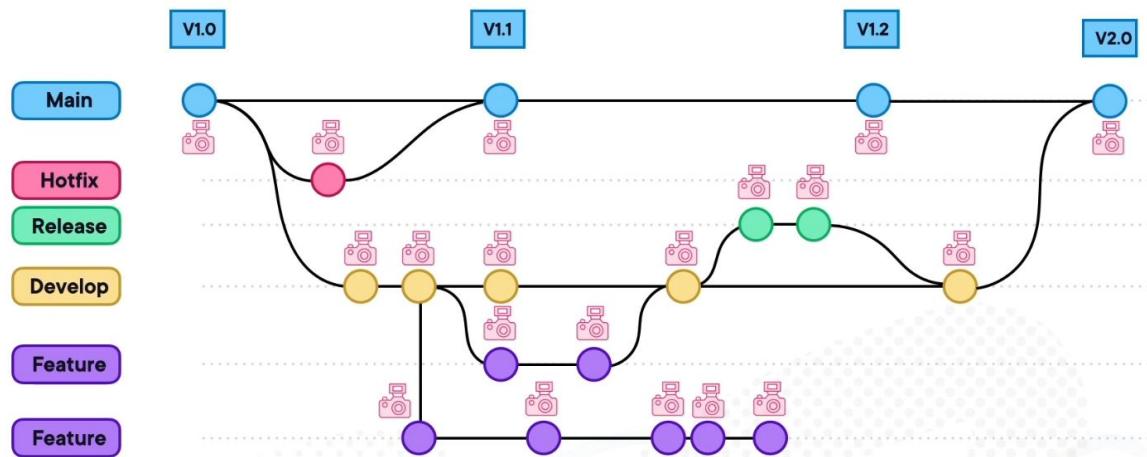 V1.0
V1.1
V1.2
V2.0
Main
Hotfix
Release
Develop
Feature
Feature